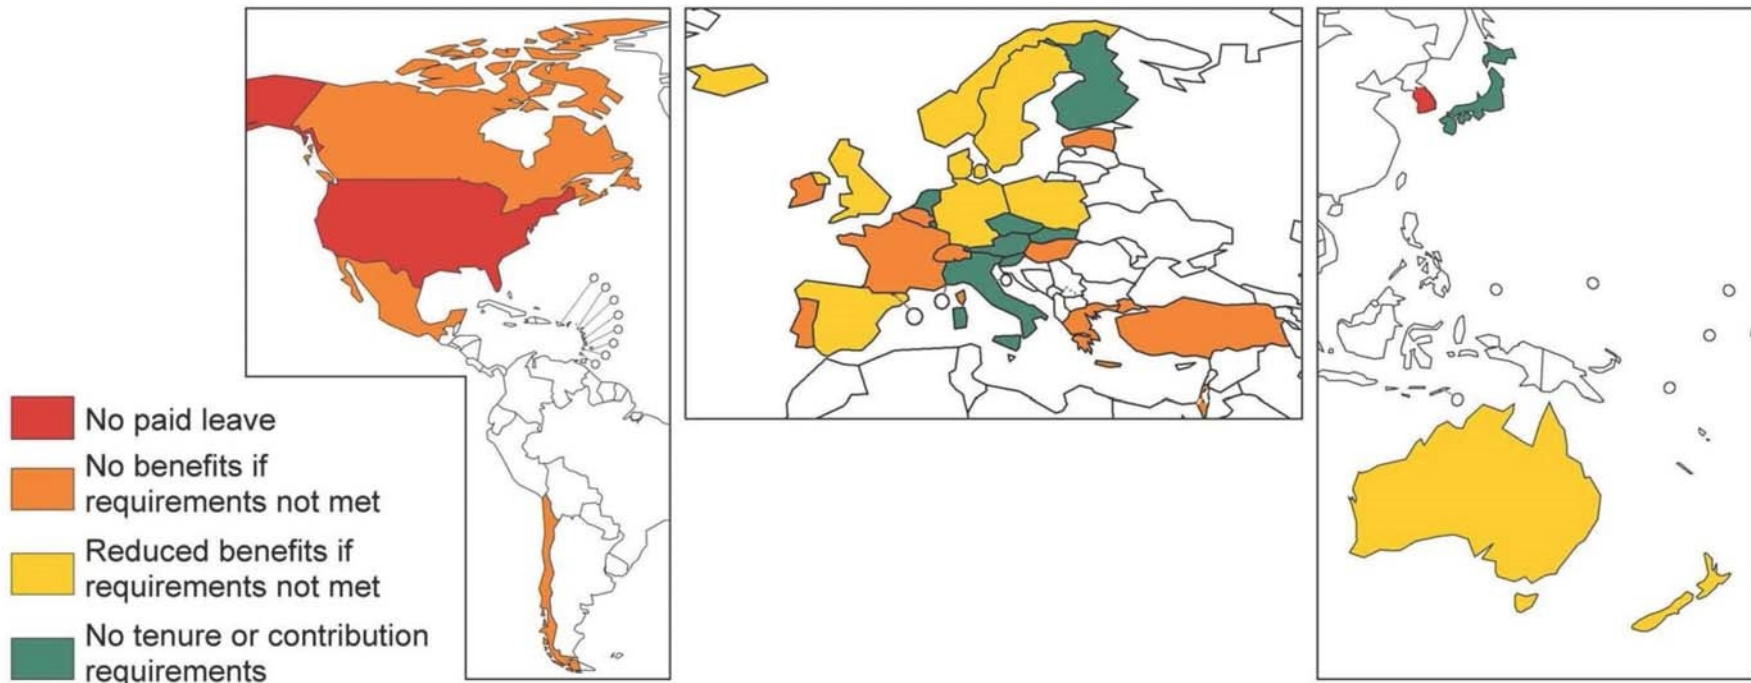 No paid leave
No benefits if
requirements not met
Reduced benefits if
requirements not met
No tenure or contribution
requirements